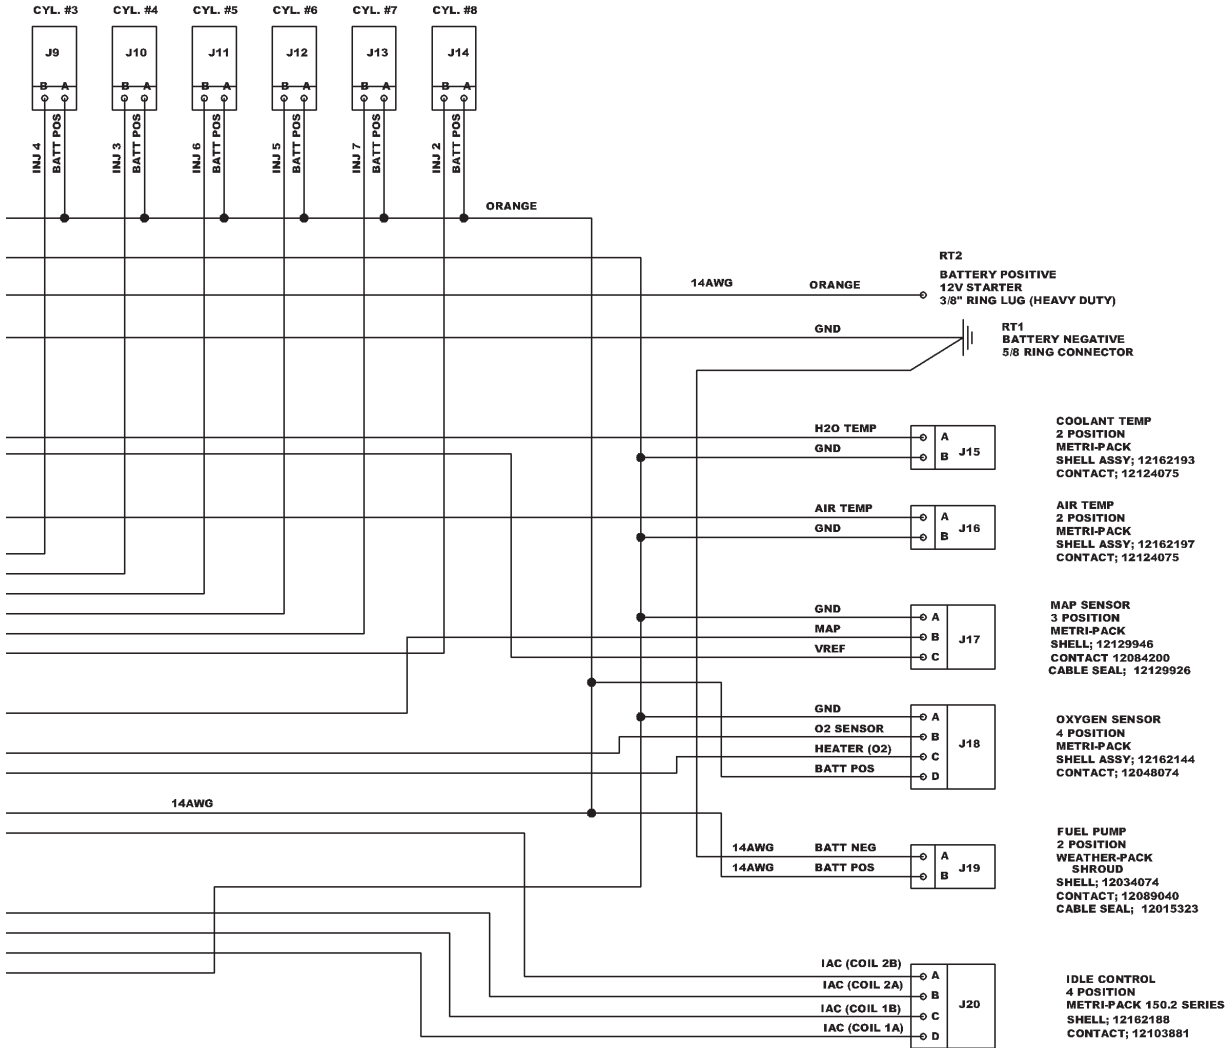 CYL. #3 CYL. #4 CYL. #5 CYL. #6 CYL. #7 CYL. #8
J9 J10 J11 J12 J13 J14
B A B A B A B A B A B A
INJ 4 BATT POS INJ 3 BATT POS INJ 6 BATT POS INJ 5 BATT POS INJ 7 BATT POS INJ 2 BATT POS
ORANGE
RT2
BATTERY POSITIVE
12V STARTER
3/8" RING LUG (HEAVY DUTY)
14AWG ORANGE
GND
RT1
BATTERY NEGATIVE
5/8 RING CONNECTOR
H2O TEMP A
GND B
J15
COOLANT TEMP
2 POSITION
METRI-PACK
SHELL ASSY; 12162193
CONTACT; 12124075
AIR TEMP A
GND B
J16
AIR TEMP
2 POSITION
METRI-PACK
SHELL ASSY; 12162197
CONTACT; 12124075
GND A
MAP B
VREF C
J17
MAP SENSOR
3 POSITION
METRI-PACK
SHELL; 12129946
CONTACT 12084200
CABLE SEAL; 12129926
GND A
O2 SENSOR B
HEATER (O2) C
BATT POS D
J18
OXYGEN SENSOR
4 POSITION
METRI-PACK
SHELL ASSY; 12162144
CONTACT; 12048074
14AWG
14AWG BATT NEG A
14AWG BATT POS B
J19
FUEL PUMP
2 POSITION
WEATHER-PACK
SHROUD
SHELL; 12034074
CONTACT; 12089040
CABLE SEAL; 12015323
IAC (COIL 2B) A
IAC (COIL 2A) B
IAC (COIL 1B) C
IAC (COIL 1A) D
J20
IDLE CONTROL
4 POSITION
METRI-PACK 150.2 SERIES
SHELL; 12162188
CONTACT; 12103881